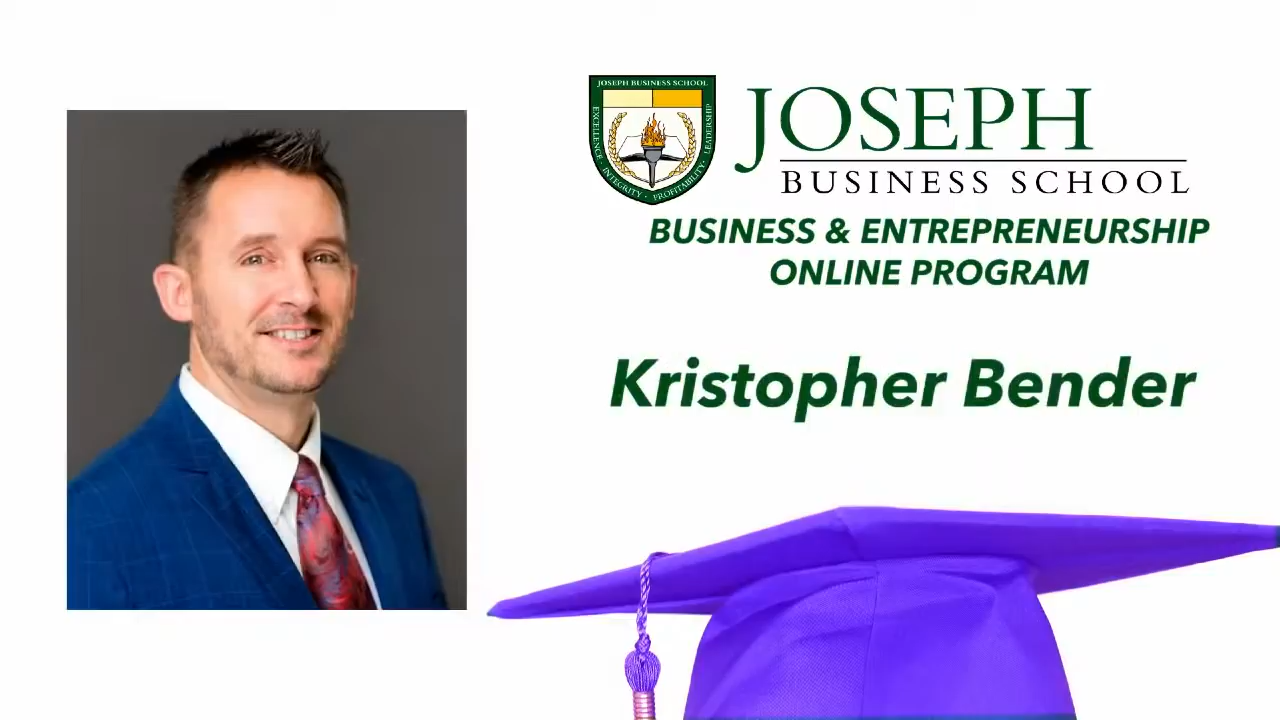 JOSEPH BUSINESS SCHOOL
EXCELLENCE · INTEGRITY · PROFITABILITY · LEADERSHIP
JOSEPH
BUSINESS SCHOOL
BUSINESS & ENTREPRENEURSHIP
ONLINE PROGRAM
Kristopher Bender